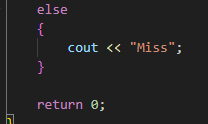 else
{
cout << "Miss";
}
return 0;
}